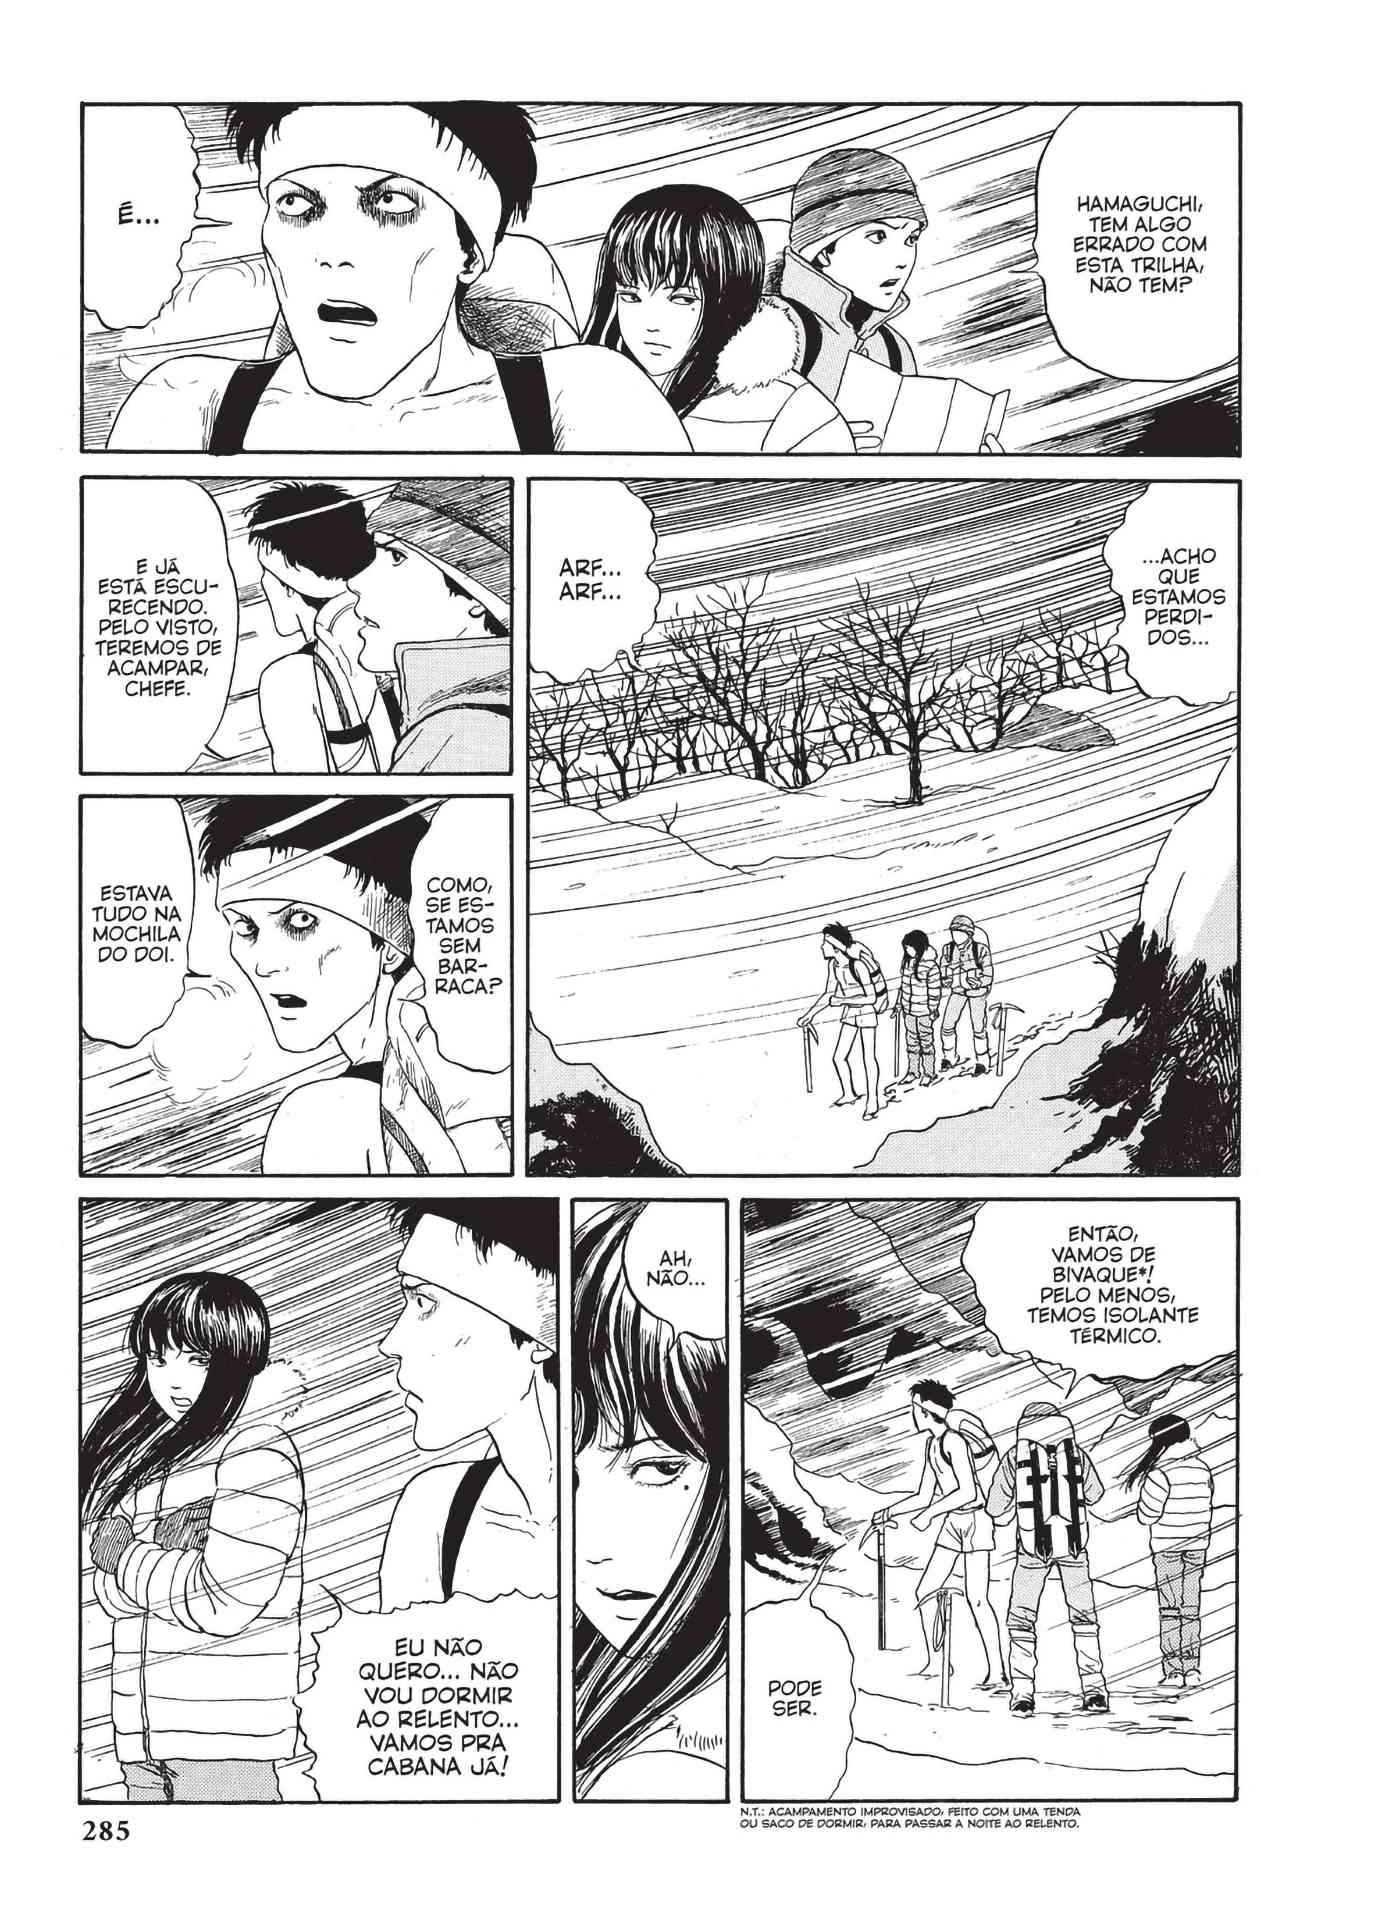 HAMAGUCHI,
TEM ALGO
ERRADO COM
ESTA TRILHA,
NÃO TEM?
É...
...ACHO
QUE
ESTAMOS
PERDI-
DOS...
ARF...
ARF...
E JÁ
ESTÁ ESCU-
RECENDO.
PELO VISTO,
TEREMOS DE
ACAMPAR,
CHEFE.
COMO,
SE ES-
TAMOS
SEM
BAR-
RACA?
ESTAVA
TUDO NA
MOCHILA
DO DOI.
ENTÃO,
VAMOS DE
BIVAQUE*!
PELO MENOS,
TEMOS ISOLANTE
TÉRMICO.
PODE
SER.
AH,
NÃO...
EU NÃO
QUERO... NÃO
VOU DORMIR
AO RELENTO...
VAMOS PRA
CABANA JÁ!
N.T.: ACAMPAMENTO IMPROVISADO, FEITO COM UMA TENDA
OU SACO DE DORMIR, PARA PASSAR A NOITE AO RELENTO.
285